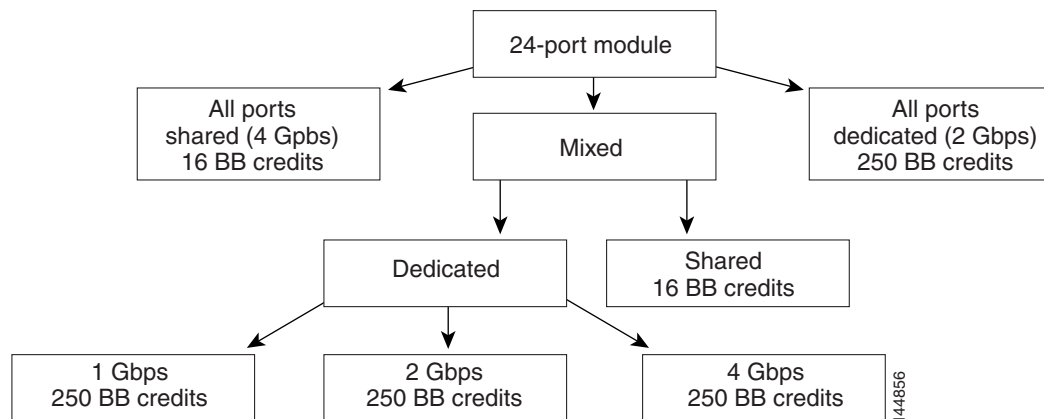 24-port module
All ports
shared (4 Gpbs)
16 BB credits
Mixed
All ports
dedicated (2 Gbps)
250 BB credits
Dedicated
Shared
16 BB credits
1 Gbps
250 BB credits
2 Gbps
250 BB credits
4 Gbps
250 BB credits
144856